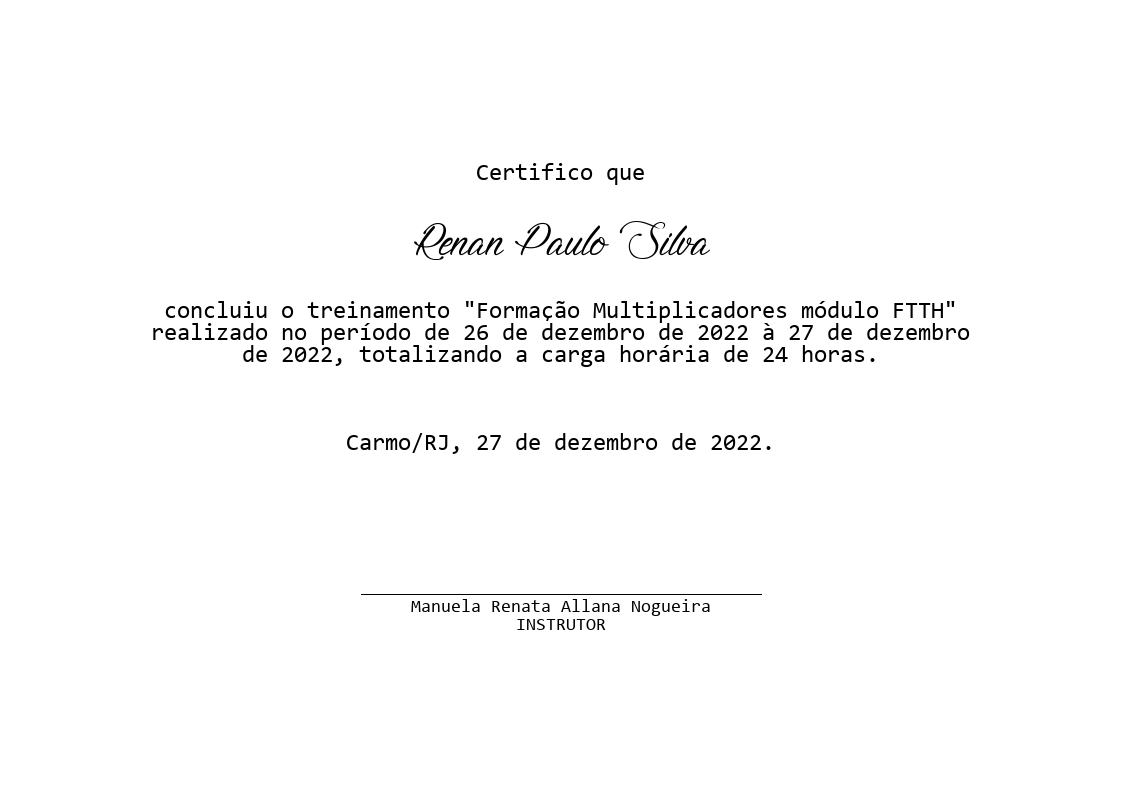 Certifico que
Renan Paulo Silva
concluiu o treinamento "Formação Multiplicadores módulo FTTH"
realizado no período de 26 de dezembro de 2022 à 27 de dezembro
de 2022, totalizando a carga horária de 24 horas.
Carmo/RJ, 27 de dezembro de 2022.
Manuela Renata Allana Nogueira
INSTRUTOR